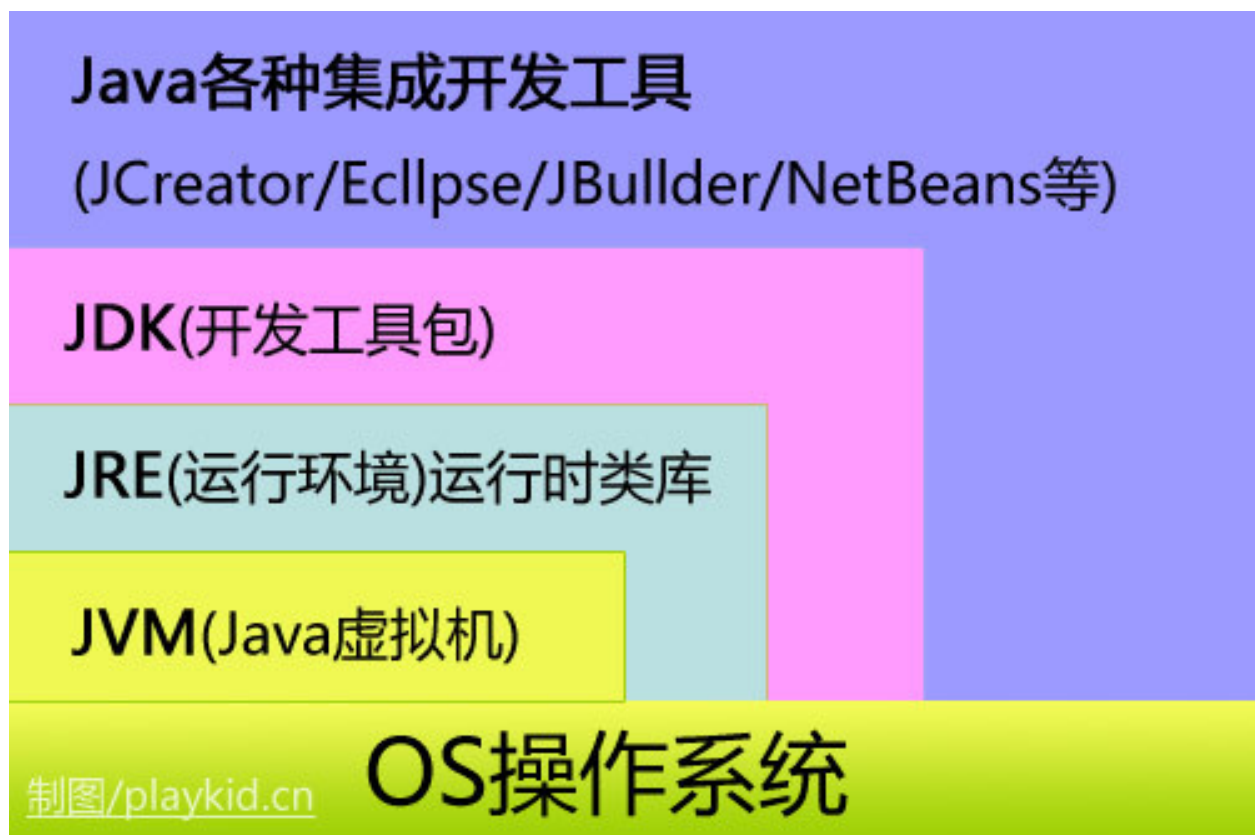 Java各种集成开发工具
(JCreator/Ecllpse/JBullder/NetBeans等)
JDK(开发工具包)
JRE(运行环境)运行时类库
JVM(Java虚拟机)
OS操作系统
制图/playkid.cn